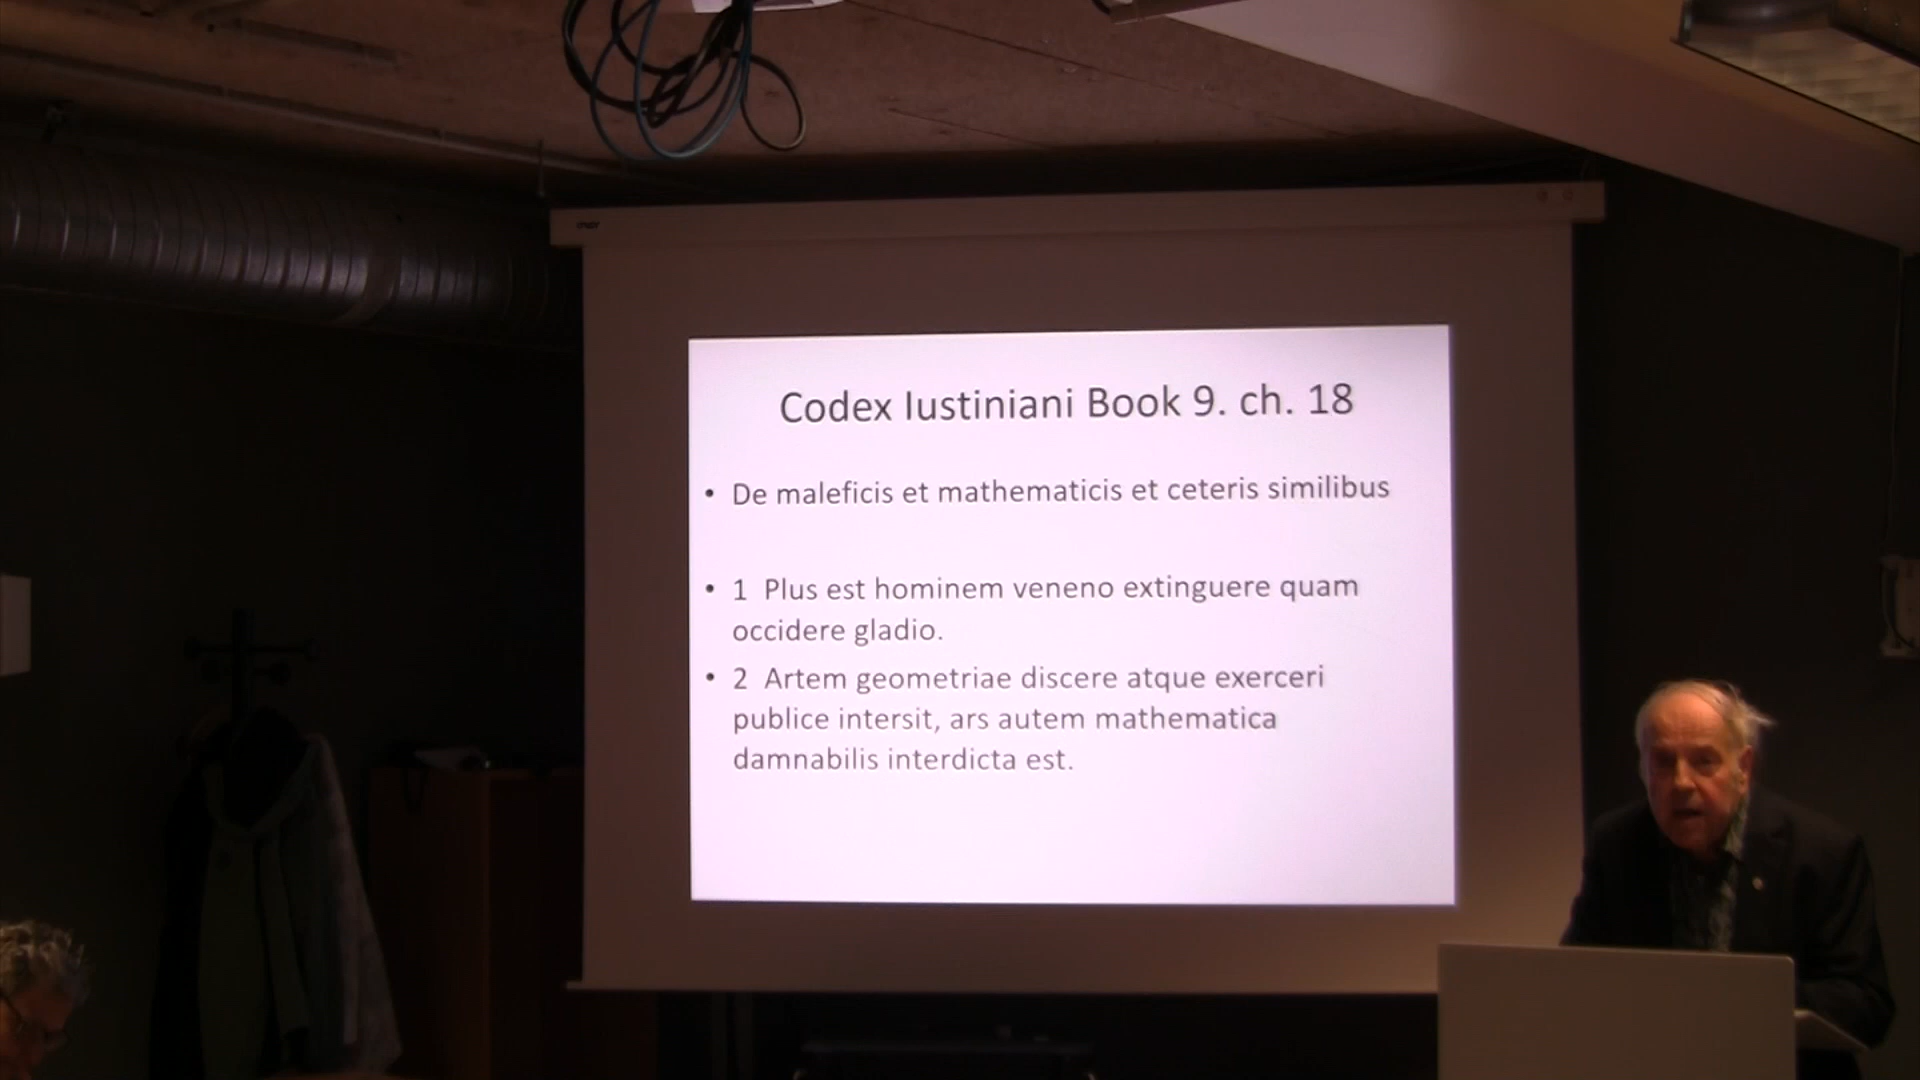 Codex Iustiniani Book 9. ch. 18
• De maleficis et mathematicis et ceteris similibus
• 1 Plus est hominem veneno extinguere quam
occidere gladio.
• 2 Artem geometriae discere atque exerceri
publice intersit, ars autem mathematica
damnabilis interdicta est.